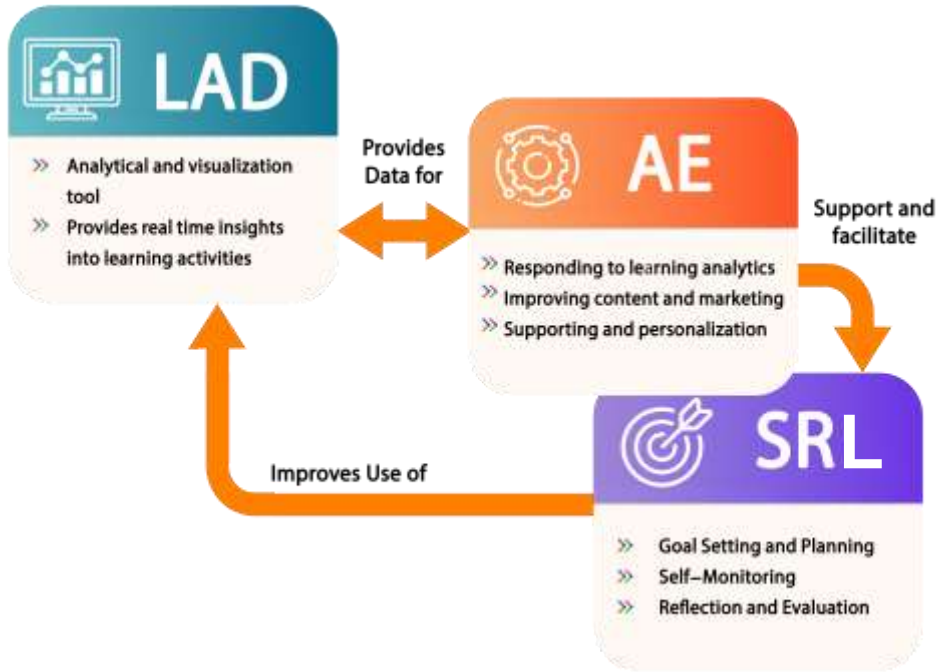 LAD
» Analytical and visualization
tool
» Provides real time insights
into learning activities
Provides
Data for
AE
» Responding to learning analytics
» Improving content and marketing
» Supporting and personalization
Support and
facilitate
SRL
» Goal Setting and Planning
» Self-Monitoring
» Reflection and Evaluation
Improves Use of